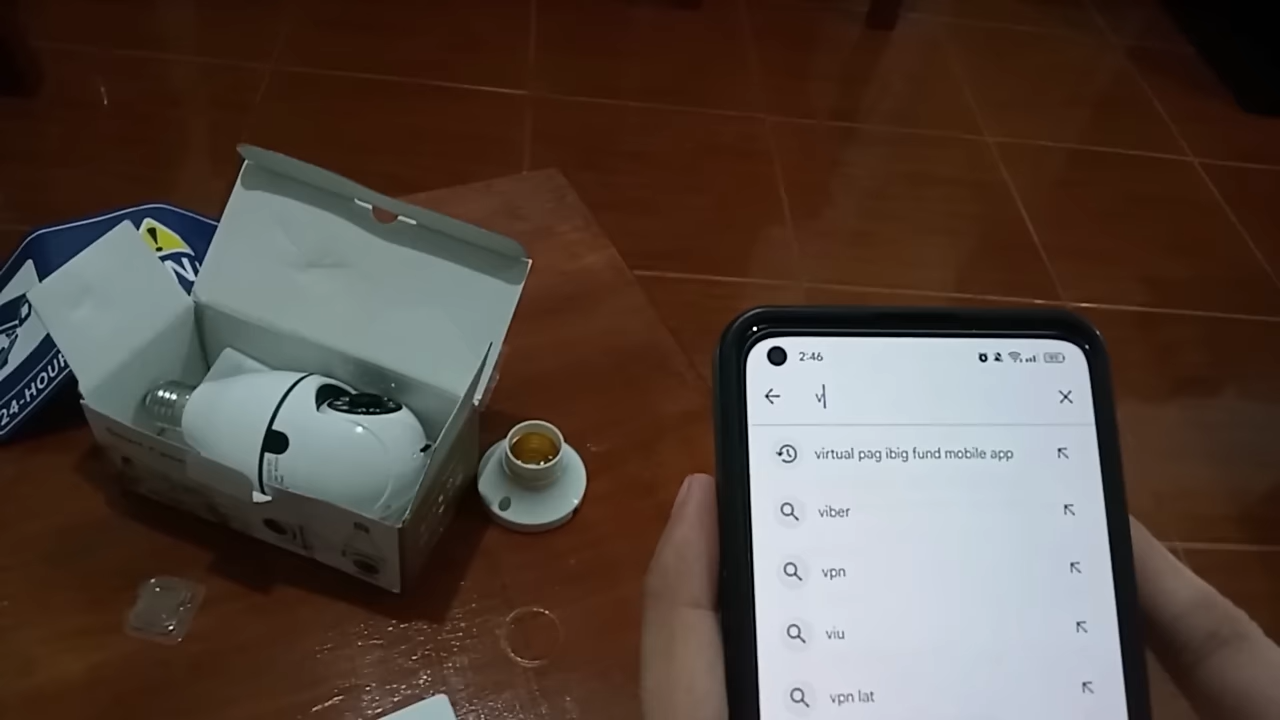 2:46
v
virtual pag ibig fund mobile app
viber
vpn
viu
vpn lat
24-HOUR